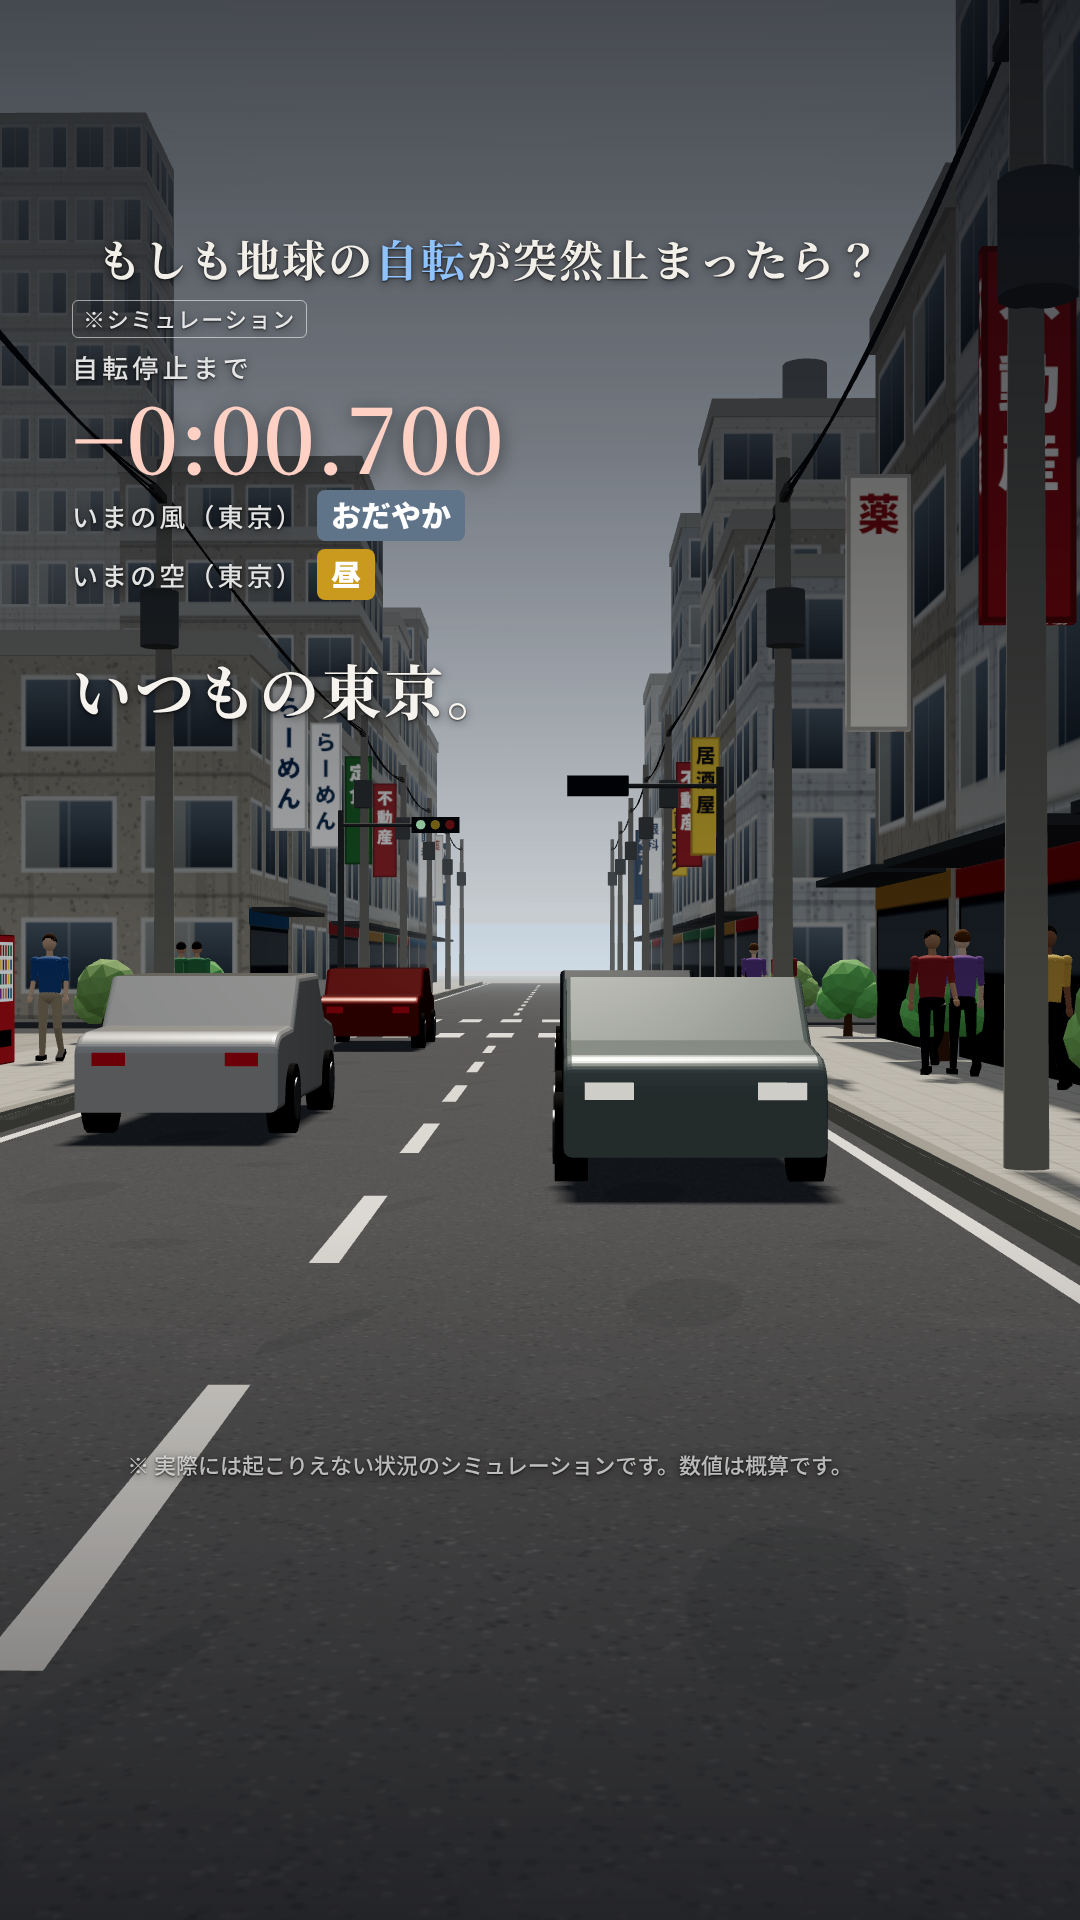 もしも地球の自転が突然止まったら？
※シミュレーション
自転停止まで
−0:00.700
いまの風（東京） おだやか
いまの空（東京） 昼
いつもの東京。
動産
薬
らーめん
らーめん
不動産
居酒屋
※ 実際には起こりえない状況のシミュレーションです。数値は概算です。